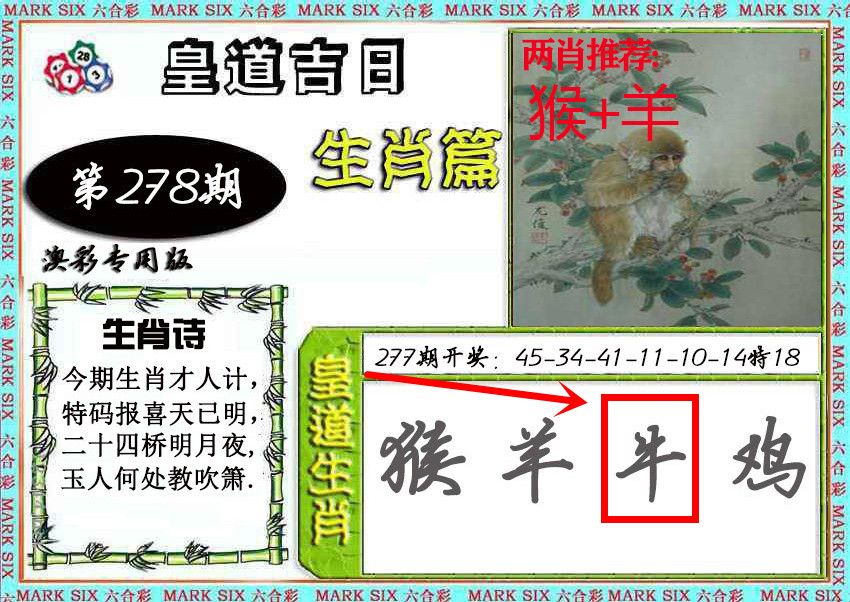 MARK SIX 六合彩 MARK SIX 六合彩 MARK SIX 六合彩 MARK SIX 六合彩 MARK SIX 六合彩 MARK SIX 六合彩
28
1
3
皇道吉日
生肖篇
第278期
澳彩专用版
两肖推荐:
猴+羊
生肖诗
今期生肖才人计，
特码报喜天已明，
二十四桥明月夜，
玉人何处教吹箫.
277期开奖：45-34-41-11-10-14特18
皇道生肖
猴 羊 牛 鸡
MARK SIX 六合彩 MARK SIX 六合彩 MARK SIX 六合彩 MARK SIX 六合彩 MARK SIX 六合彩 MARK SIX 六合彩